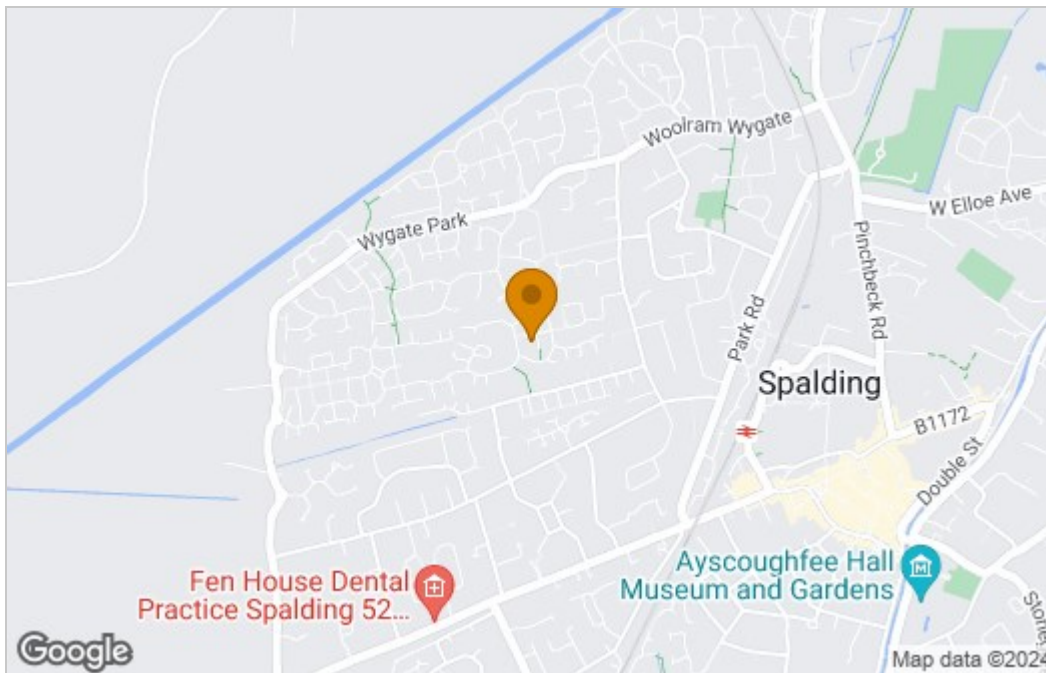 Woolram Wygate
W Elloe Ave
Wygate Park
Pinchbeck Rd
Park Rd
Spalding
B1172
Double St
Ayscoughfee Hall
Museum and Gardens
Fen House Dental
Practice Spalding 52...
Google
Map data ©2024